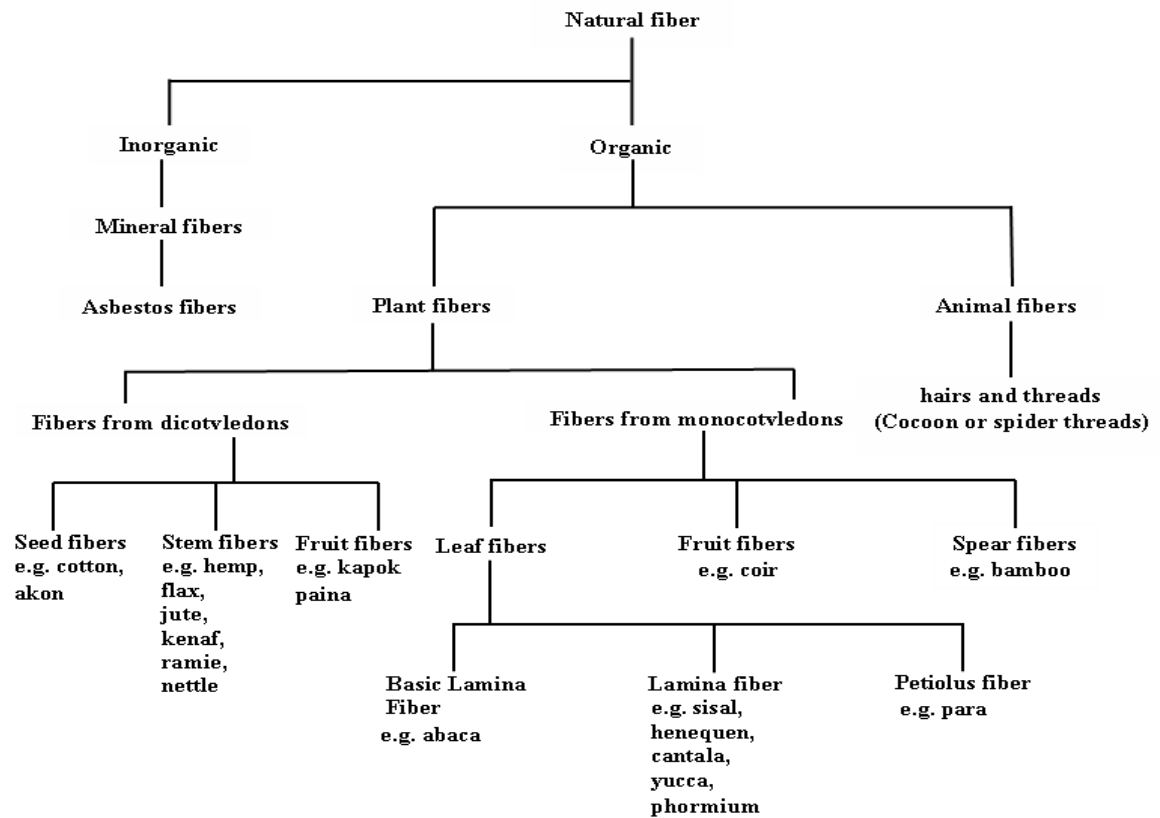 Natural fiber
Inorganic
Organic
Mineral fibers
Asbestos fibers
Plant fibers
Animal fibers
hairs and threads
(Cocoon or spider threads)
Fibers from dicotvledons
Fibers from monocotvledons
Seed fibers
e.g. cotton,
akon
Stem fibers
e.g. hemp,
flax,
jute,
kenaf,
ramie,
nettle
Fruit fibers
e.g. kapok
paina
Leaf fibers
Fruit fibers
e.g. coir
Spear fibers
e.g. bamboo
Basic Lamina
Fiber
e.g. abaca
Lamina fiber
e.g. sisal,
henequen,
cantala,
yucca,
phormium
Petiolus fiber
e.g. para